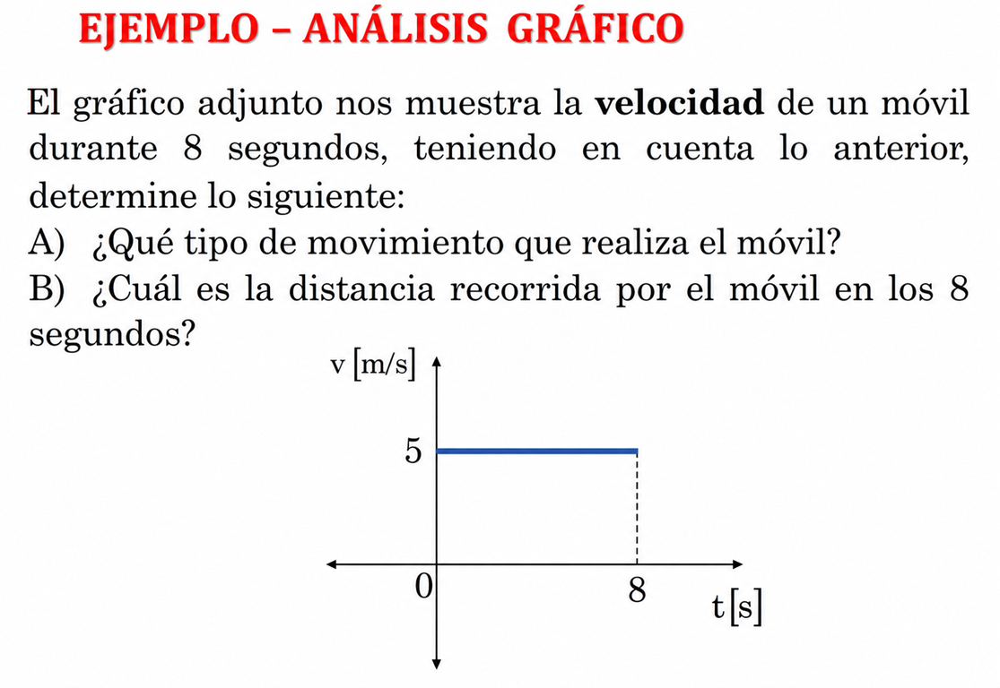 EJEMPLO – ANÁLISIS GRÁFICO
El gráfico adjunto nos muestra la velocidad de un móvil
durante 8 segundos, teniendo en cuenta lo anterior,
determine lo siguiente:
A) ¿Qué tipo de movimiento que realiza el móvil?
B) ¿Cuál es la distancia recorrida por el móvil en los 8
segundos?
v [m/s]
5
0
8
t[s]